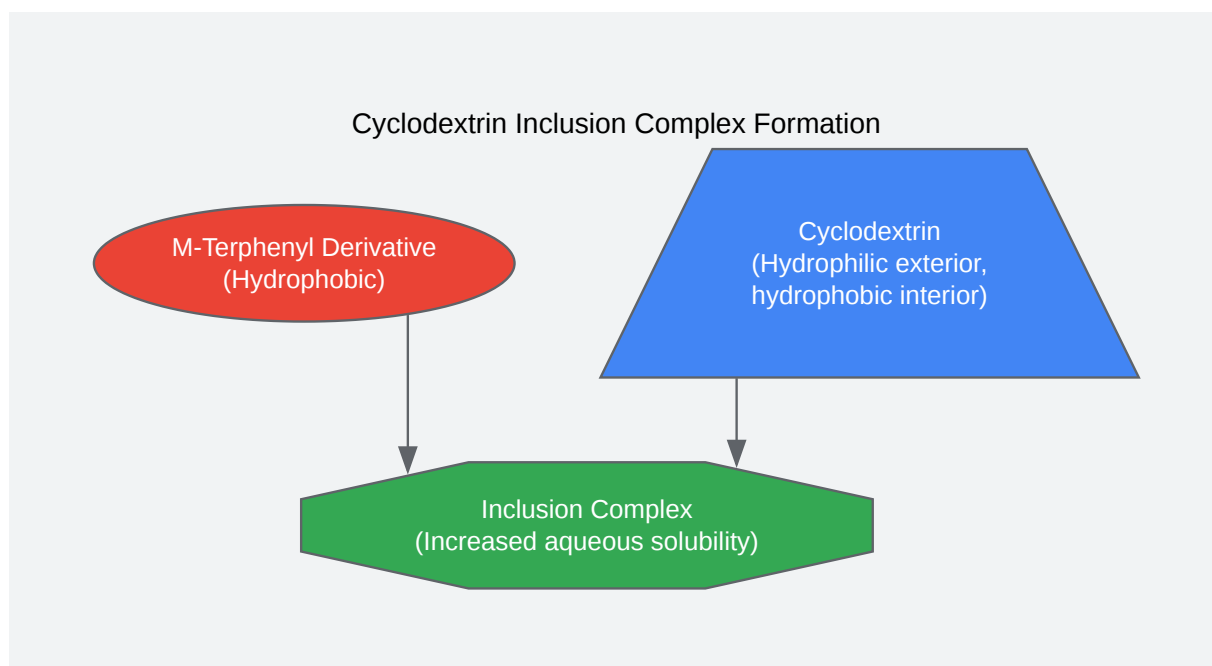 Cyclodextrin Inclusion Complex Formation
M-Terphenyl Derivative
(Hydrophobic)
Cyclodextrin
(Hydrophilic exterior,
hydrophobic interior)
Inclusion Complex
(Increased aqueous solubility)